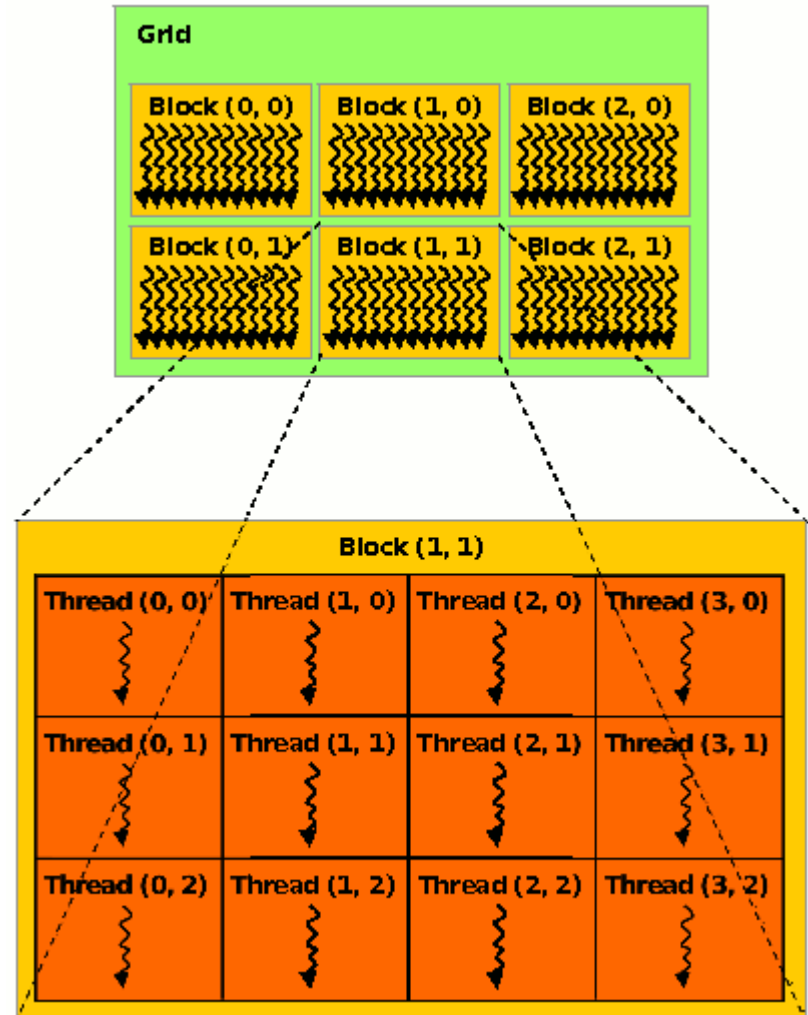 Grid
Block (0, 0) Block (1, 0) Block (2, 0)
Block (0, 1) Block (1, 1) Block (2, 1)
Block (1, 1)
Thread (0, 0) Thread (1, 0) Thread (2, 0) Thread (3, 0)
Thread (0, 1) Thread (1, 1) Thread (2, 1) Thread (3, 1)
Thread (0, 2) Thread (1, 2) Thread (2, 2) Thread (3, 2)